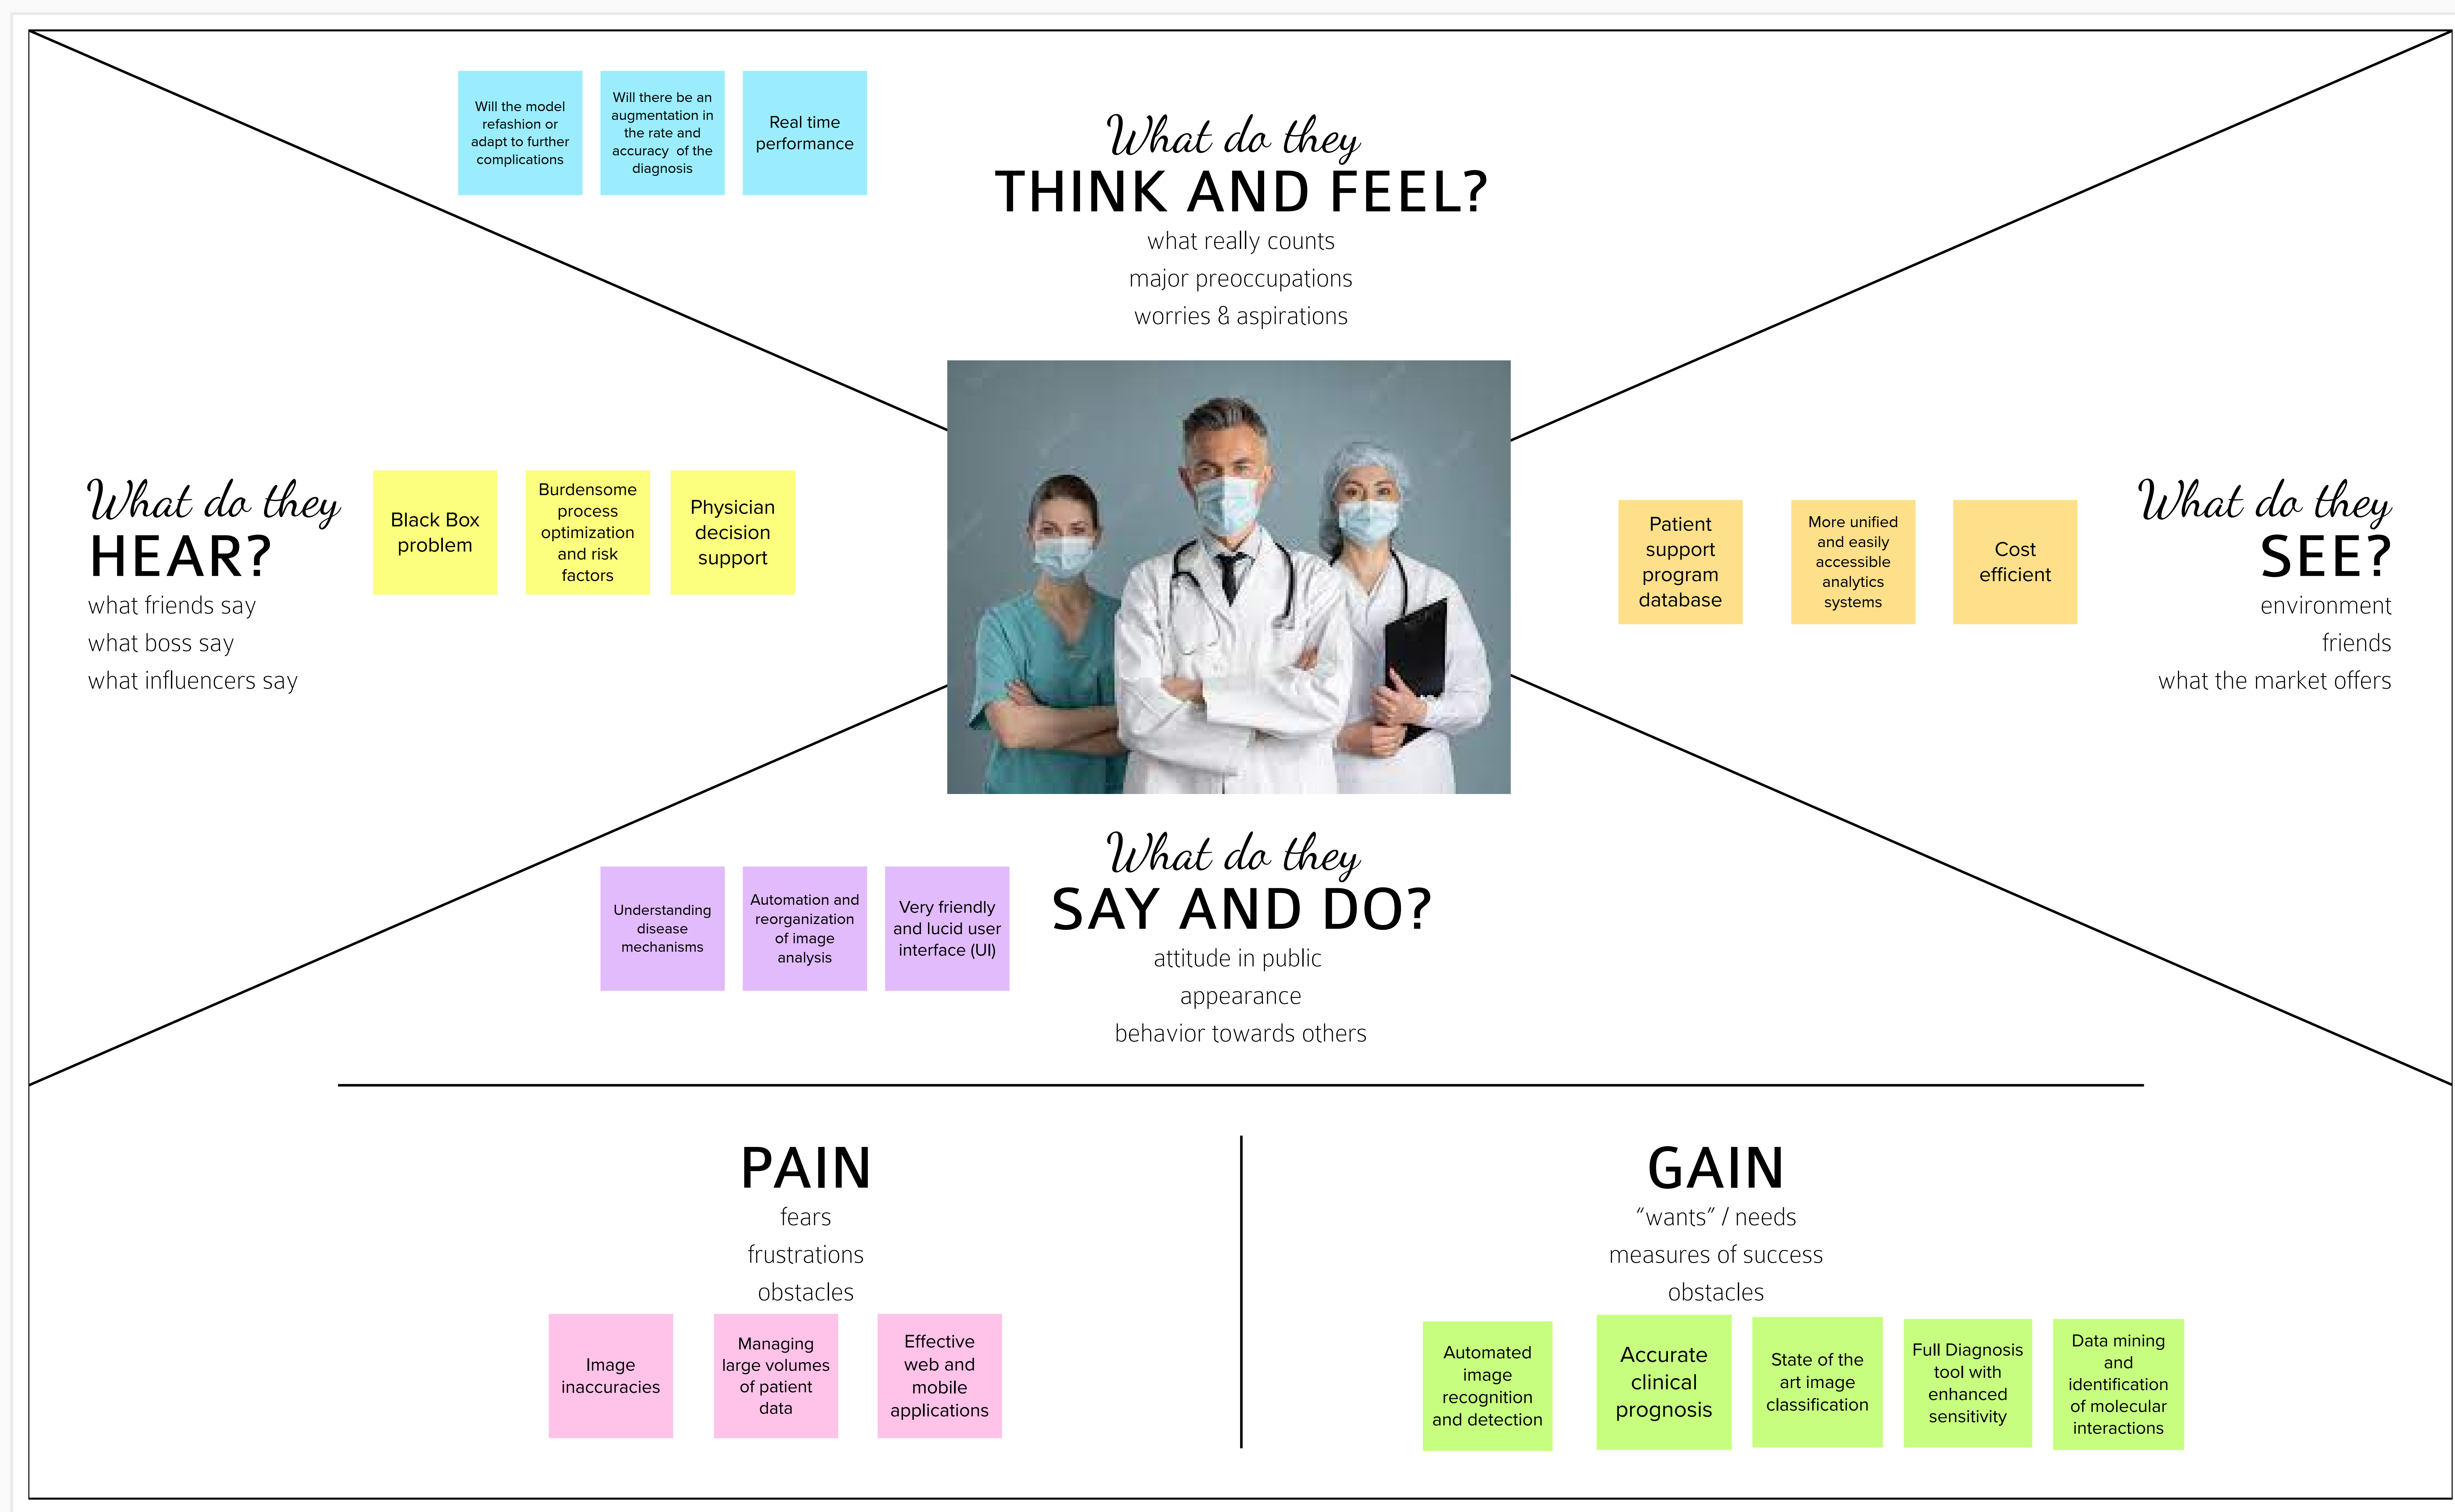 Will the model
refashion or
adapt to further
complications
Will there be an
augmentation in
the rate and
accuracy of the
diagnosis
Real time
performance
What do they
THINK AND FEEL?
what really counts
major preoccupations
worries & aspirations
What do they
HEAR?
what friends say
what boss say
what influencers say
Black Box
problem
Burdensome
process
optimization
and risk
factors
Physician
decision
support
Patient
support
program
database
More unified
and easily
accessible
analytics
systems
Cost
efficient
What do they
SEE?
environment
friends
what the market offers
Understanding
disease
mechanisms
Automation and
reorganization
of image
analysis
Very friendly
and lucid user
interface (UI)
What do they
SAY AND DO?
attitude in public
appearance
behavior towards others
PAIN
fears
frustrations
obstacles
Image
inaccuracies
Managing
large volumes
of patient
data
Effective
web and
mobile
applications
GAIN
“wants” / needs
measures of success
obstacles
Automated
image
recognition
and detection
Accurate
clinical
prognosis
State of the
art image
classification
Full Diagnosis
tool with
enhanced
sensitivity
Data mining
and
identification
of molecular
interactions